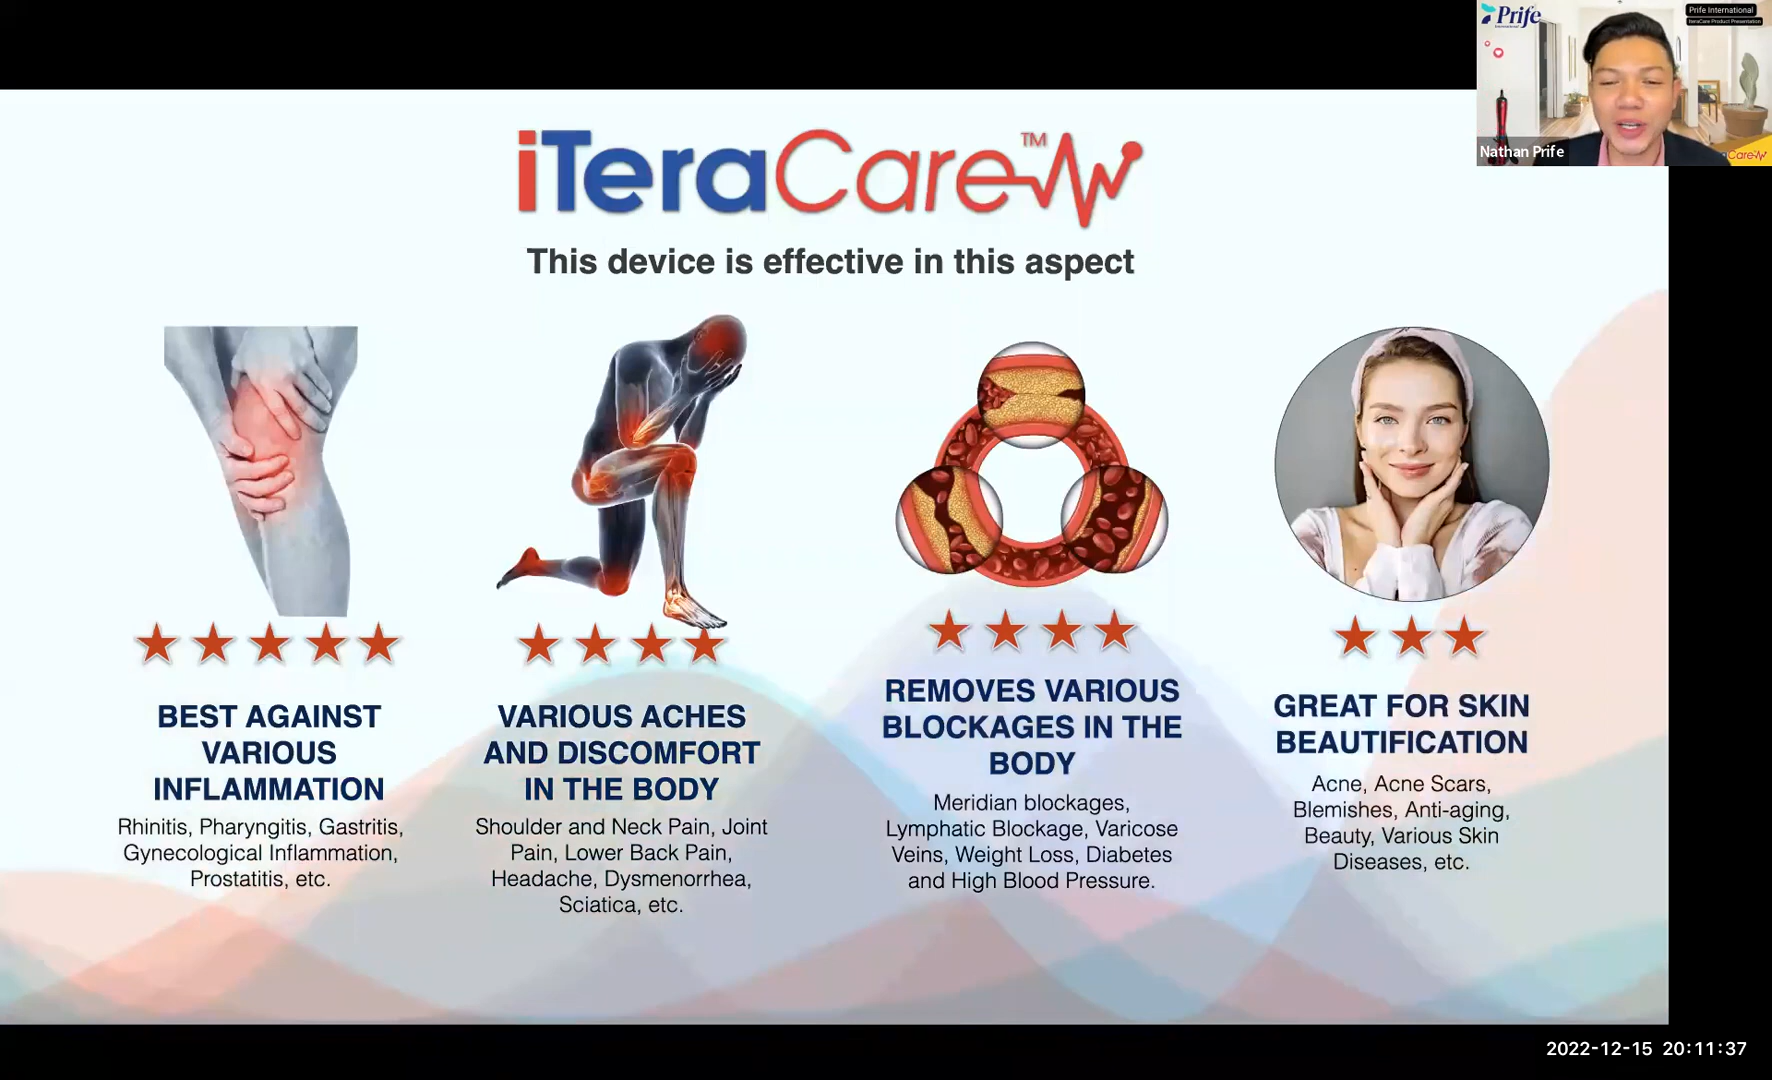 Prife
Prife International
iteraCare Product Presentation
Nathan Prife
Care
iTeraCare™
This device is effective in this aspect
BEST AGAINST
VARIOUS
INFLAMMATION
Rhinitis, Pharyngitis, Gastritis,
Gynecological Inflammation,
Prostatitis, etc.
VARIOUS ACHES
AND DISCOMFORT
IN THE BODY
Shoulder and Neck Pain, Joint
Pain, Lower Back Pain,
Headache, Dysmenorrhea,
Sciatica, etc.
REMOVES VARIOUS
BLOCKAGES IN THE
BODY
Meridian blockages,
Lymphatic Blockage, Varicose
Veins, Weight Loss, Diabetes
and High Blood Pressure.
GREAT FOR SKIN
BEAUTIFICATION
Acne, Acne Scars,
Blemishes, Anti-aging,
Beauty, Various Skin
Diseases, etc.
2022-12-15 20:11:37